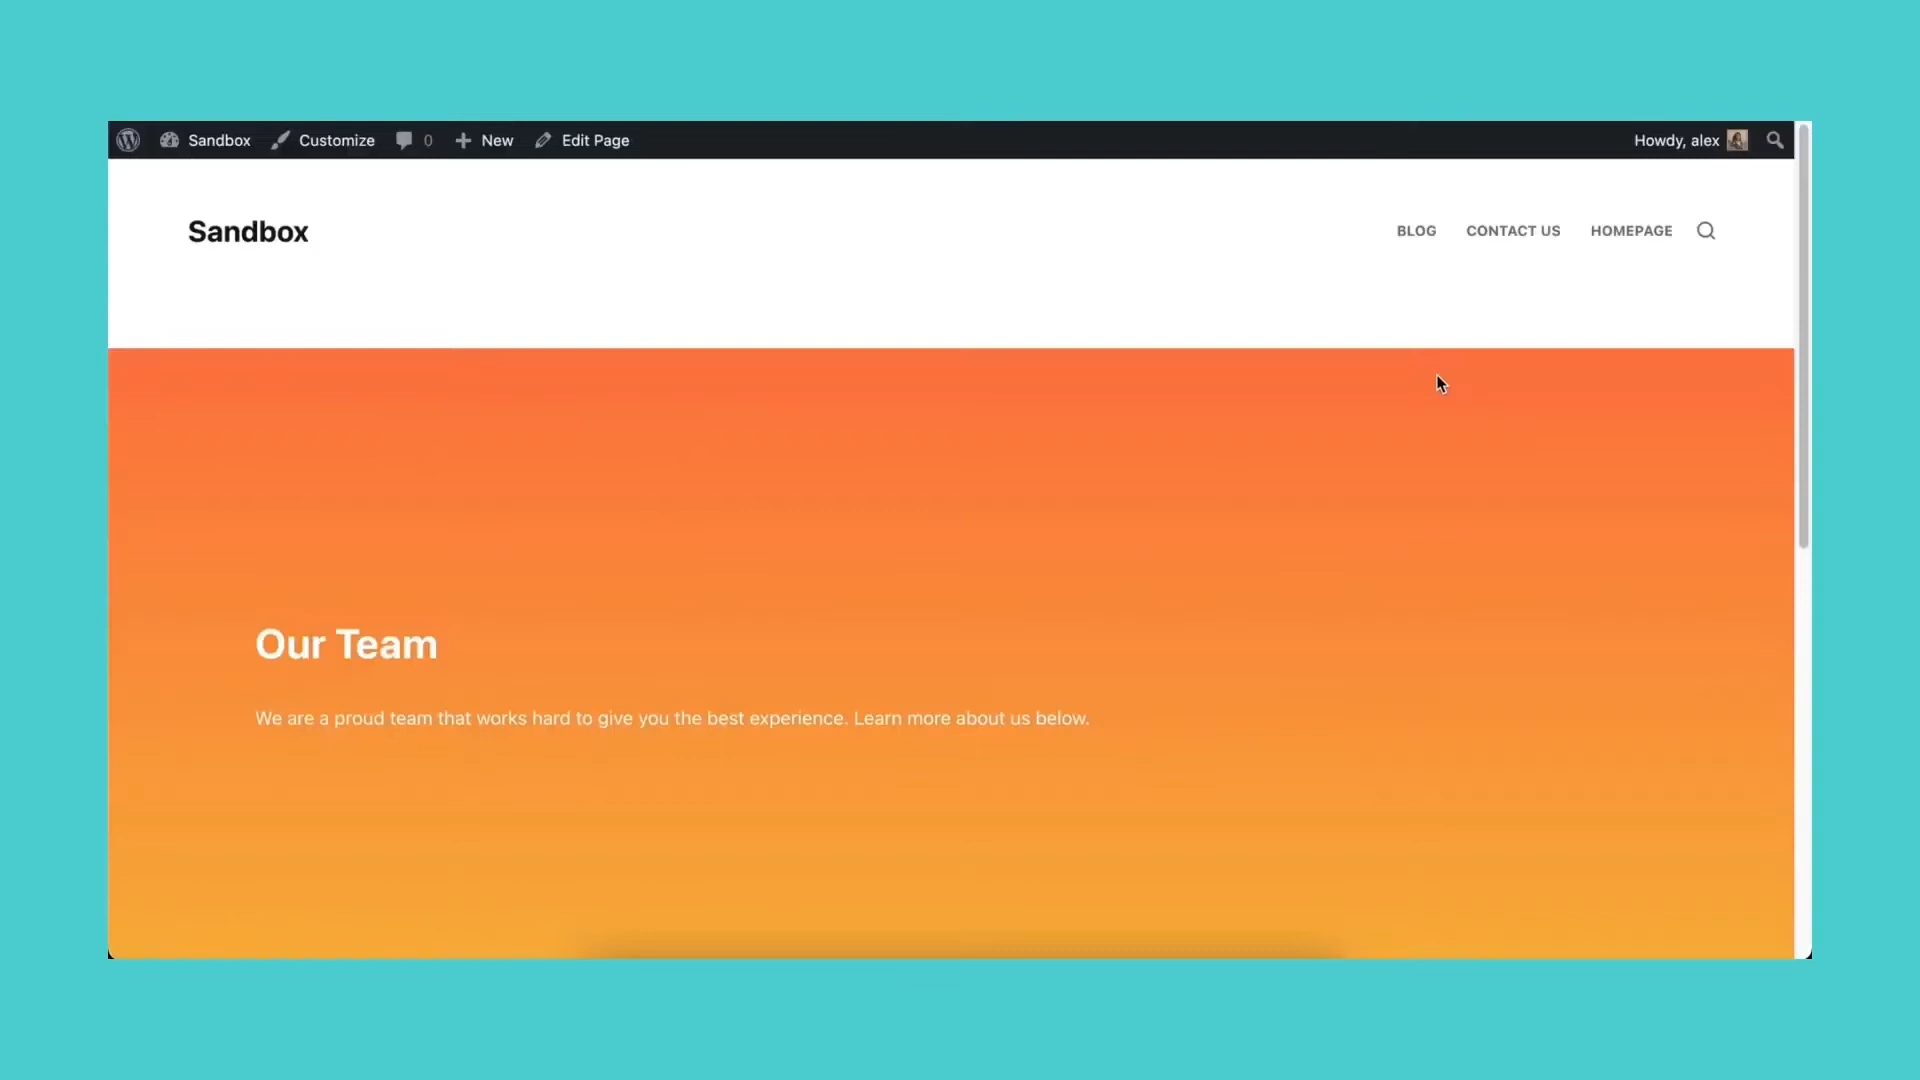 Sandbox Customize 0 New Edit Page Howdy, alex
Sandbox BLOG CONTACT US HOMEPAGE
Our Team
We are a proud team that works hard to give you the best experience. Learn more about us below.